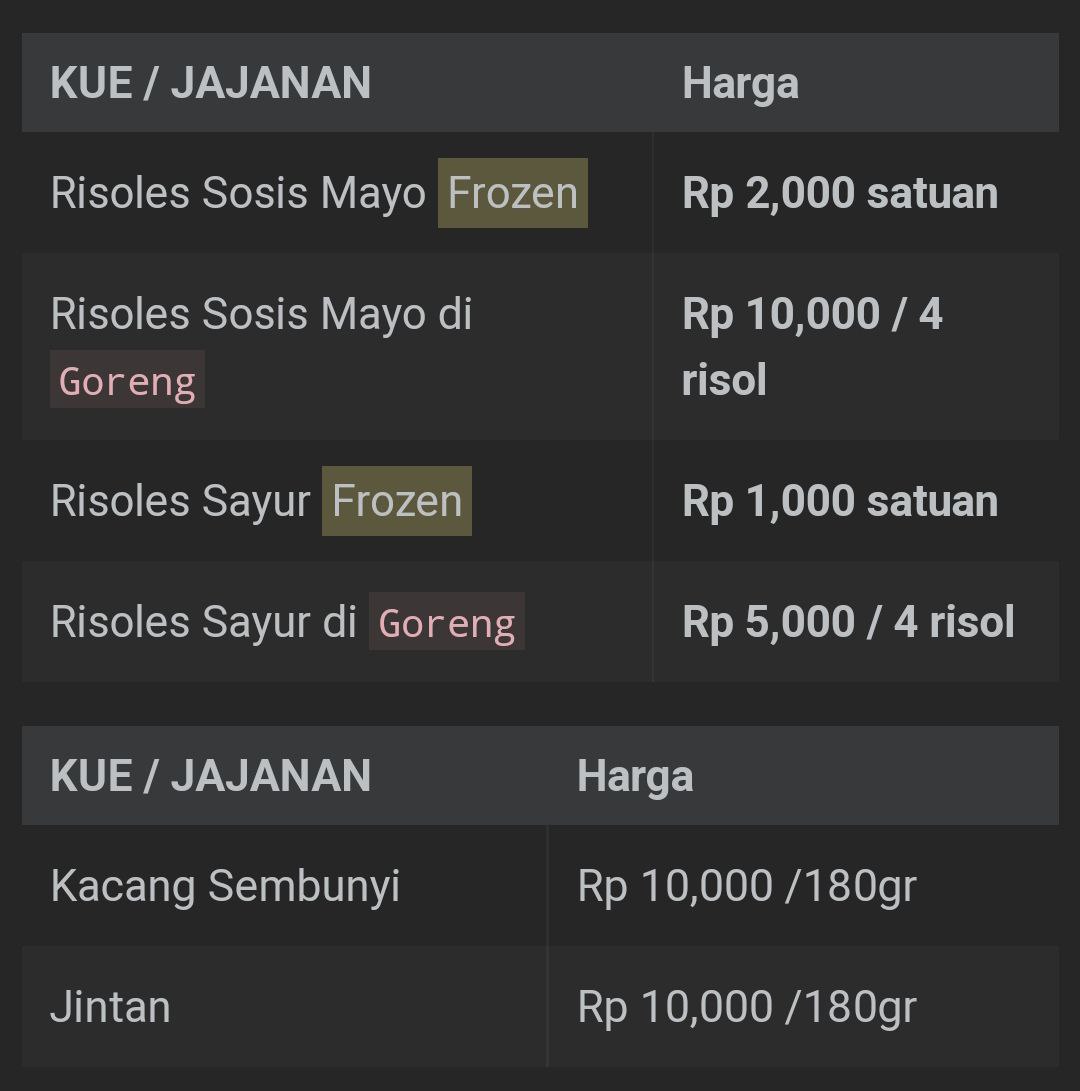 KUE / JAJANAN Harga
Risoles Sosis Mayo Frozen Rp 2,000 satuan
Risoles Sosis Mayo di Rp 10,000 / 4
Goreng risol
Risoles Sayur Frozen Rp 1,000 satuan
Risoles Sayur di Goreng Rp 5,000 / 4 risol
KUE / JAJANAN Harga
Kacang Sembunyi Rp 10,000 /180gr
Jintan Rp 10,000 /180gr